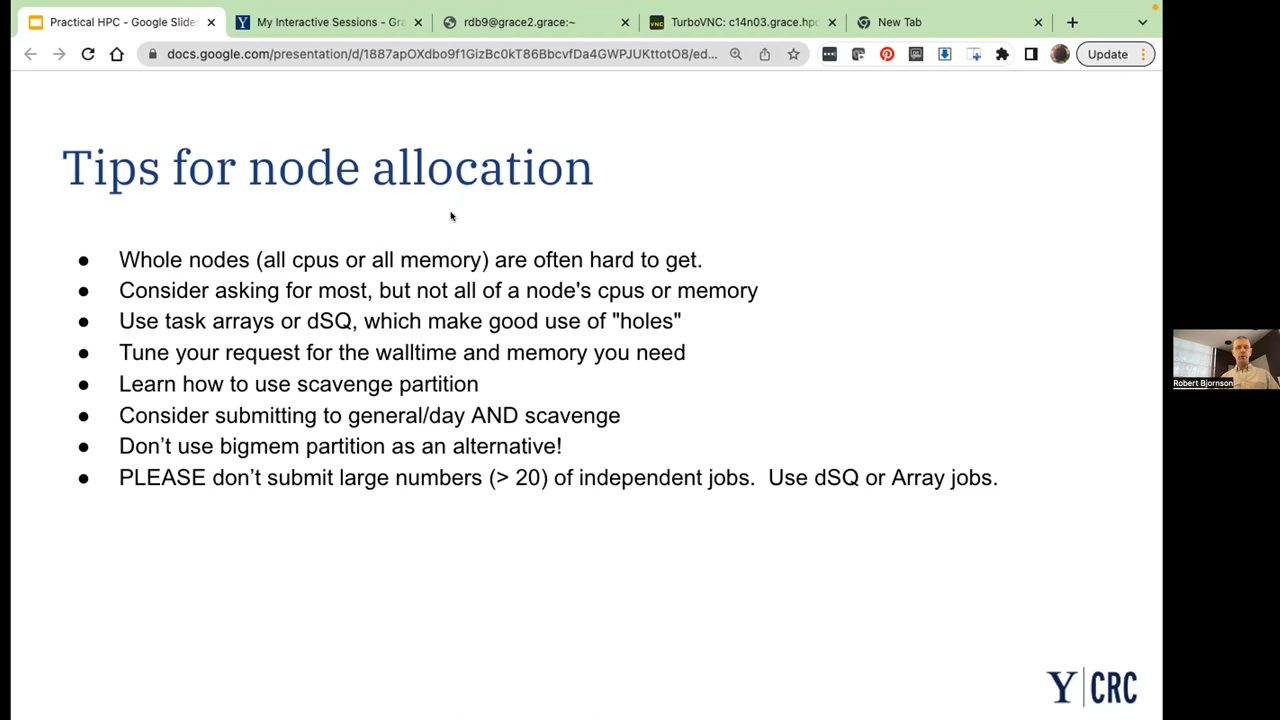 Practical HPC - Google Slides
My Interactive Sessions - Gra
rdb9@grace2.grace:~
TurboVNC: c14n03.grace.hpc
New Tab
docs.google.com/presentation/d/1887apOXdbo9f1GizBc0kT86BbcvfDa4GWPJUKttotO8/ed...
Update
Tips for node allocation
● Whole nodes (all cpus or all memory) are often hard to get.
● Consider asking for most, but not all of a node's cpus or memory
● Use task arrays or dSQ, which make good use of "holes"
● Tune your request for the walltime and memory you need
● Learn how to use scavenge partition
● Consider submitting to general/day AND scavenge
● Don’t use bigmem partition as an alternative!
● PLEASE don’t submit large numbers (> 20) of independent jobs. Use dSQ or Array jobs.
Robert Bjornson
Y CRC